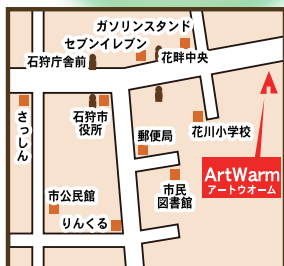 ガソリンスタンド
セブンイレブン
石狩庁舎前
花畔中央
さっしん
石狩市
役所
郵便局
花川小学校
ArtWarm
アートウオーム
市民
図書館
市公民館
りんくる